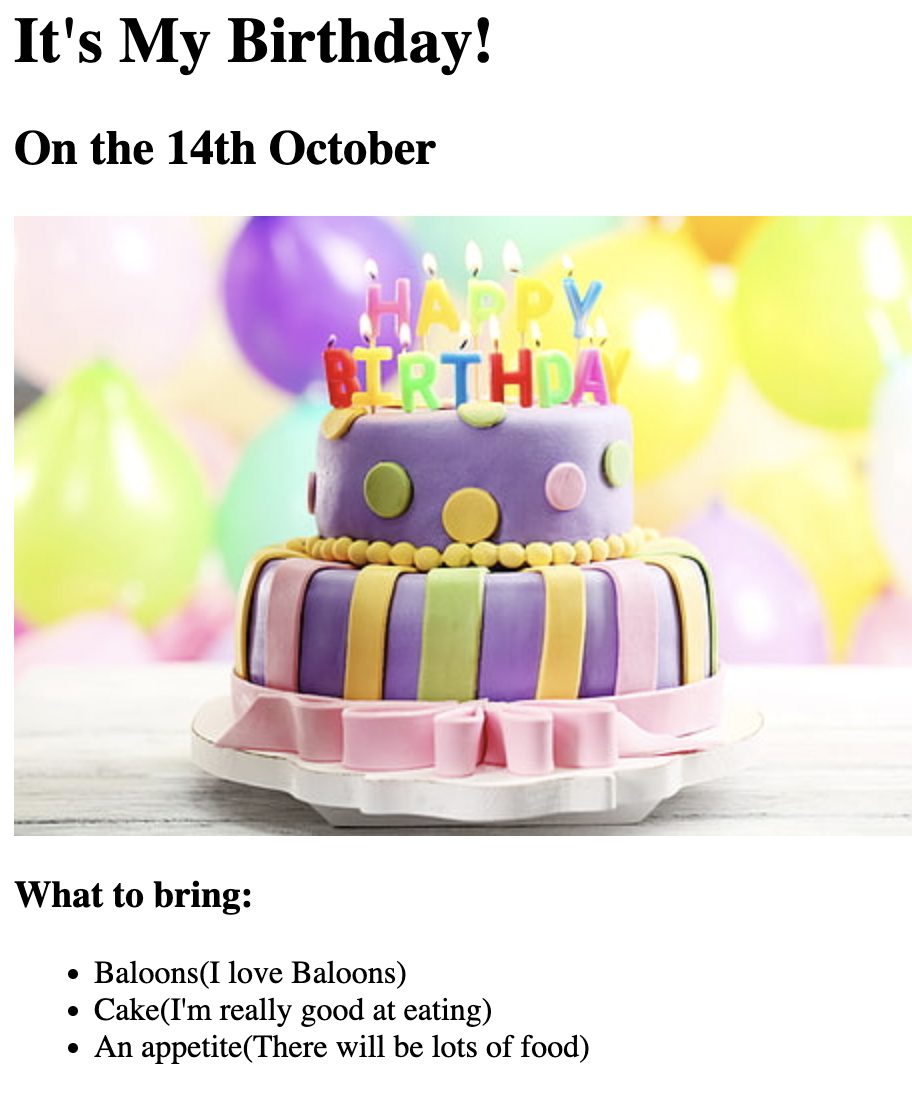 It's My Birthday!
On the 14th October
HAPPY
BIRTHDAY
What to bring:
Baloons(I love Baloons)
Cake(I'm really good at eating)
An appetite(There will be lots of food)